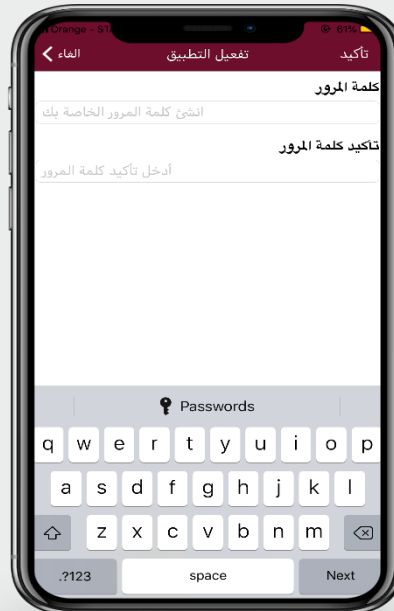 Orange - ST
61%
تأكيد تفعيل التطبيق الغاء
كلمة المرور
انشئ كلمة المرور الخاصة بك
تأكيد كلمة المرور
أدخل تأكيد كلمة المرور
Passwords
q w e r t y u i o p
a s d f g h j k l
z x c v b n m
.?123 space Next